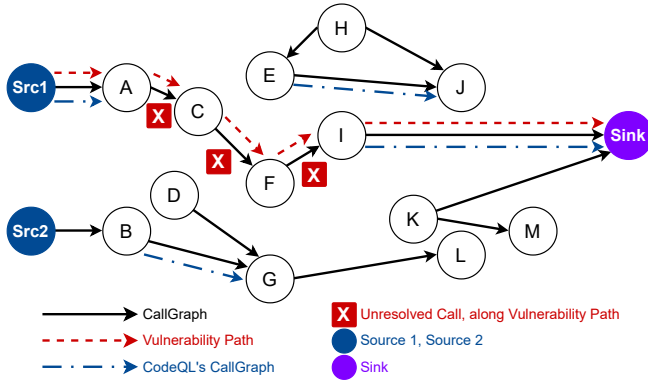 H
E
J
Src1
A
C
X
X
X
F
I
Sink
D
K
Src2
B
M
L
G
CallGraph
X Unresolved Call, along Vulnerability Path
Vulnerability Path
Source 1, Source 2
CodeQL's CallGraph
Sink